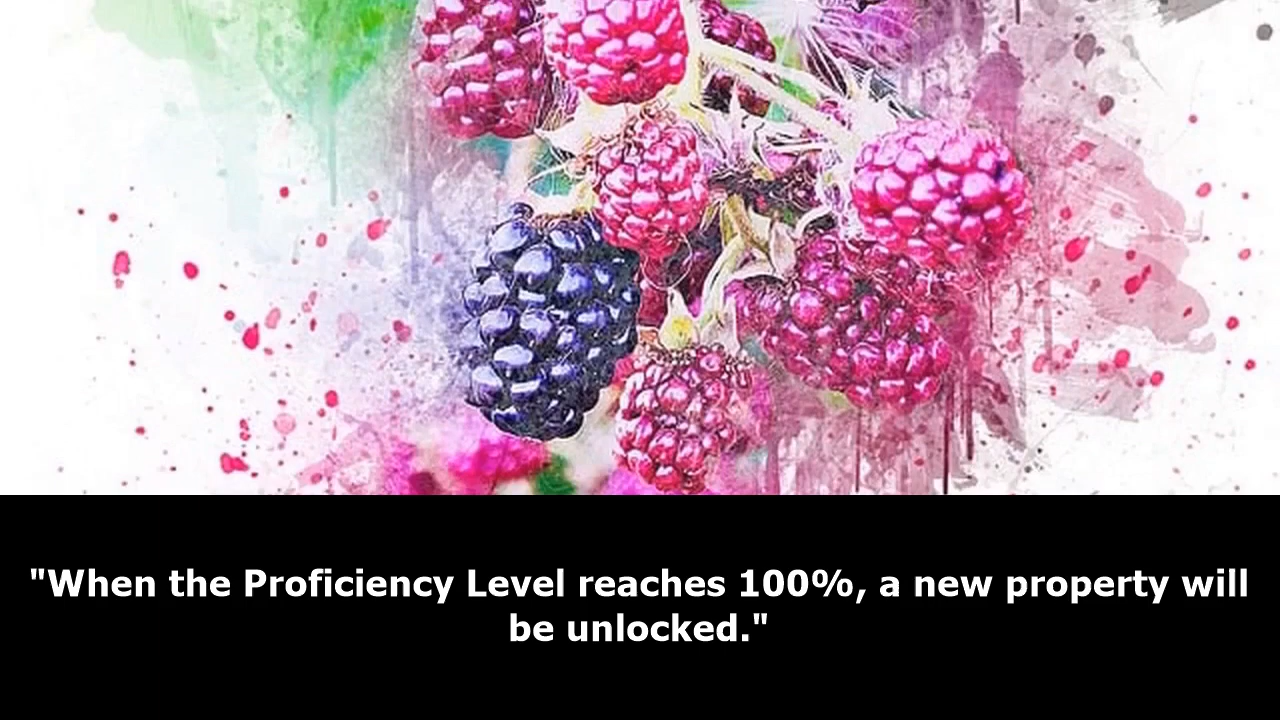 "When the Proficiency Level reaches 100%, a new property will
be unlocked."